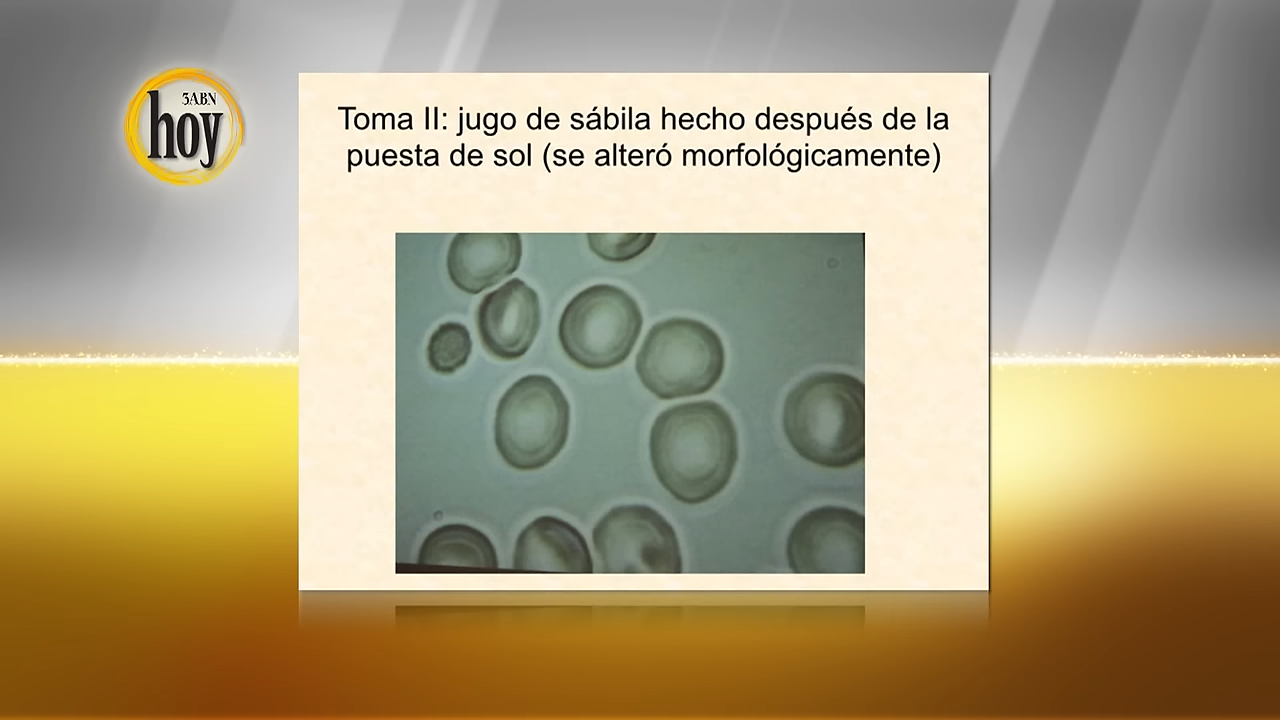 3ABN
hoy
Toma II: jugo de sábila hecho después de la
puesta de sol (se alteró morfológicamente)